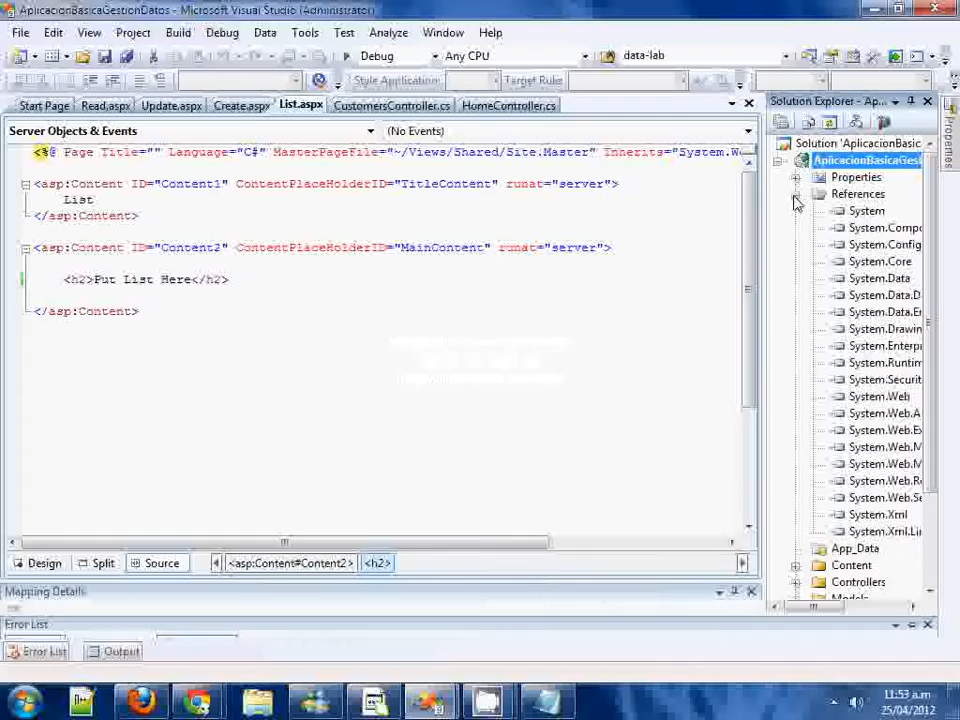 AplicacionBasicaGestionDatos - Microsoft Visual Studio (Administrator)
File Edit View Project Build Debug Data Tools Test Analyze Window Help
Debug Any CPU data-lab
Style Application: Target Rule:
Start Page Read.aspx Update.aspx Create.aspx List.aspx CustomersController.cs HomeController.cs
Server Objects & Events (No Events)
<%@ Page Title="" Language="C#" MasterPageFile="~/Views/Shared/Site.Master" Inherits="System.W
<asp:Content ID="Content1" ContentPlaceHolderID="TitleContent" runat="server">
List
</asp:Content>
<asp:Content ID="Content2" ContentPlaceHolderID="MainContent" runat="server">
<h2>Put List Here</h2>
</asp:Content>
Design Split Source <asp:Content#Content2> <h2>
Mapping Details
Error List
Error List Output
Solution Explorer - Ap...
Solution 'AplicacionBasic
AplicacionBasicaGest
Properties
References
System
System.Compo
System.Config
System.Core
System.Data
System.Data.D
System.Data.En
System.Drawin
System.Enterp
System.Runtim
System.Securit
System.Web
System.Web.A
System.Web.Ex
System.Web.M
System.Web.M
System.Web.R
System.Web.Se
System.Xml
System.Xml.Li
App_Data
Content
Controllers
Models
Properties
11:53 a.m.
25/04/2012